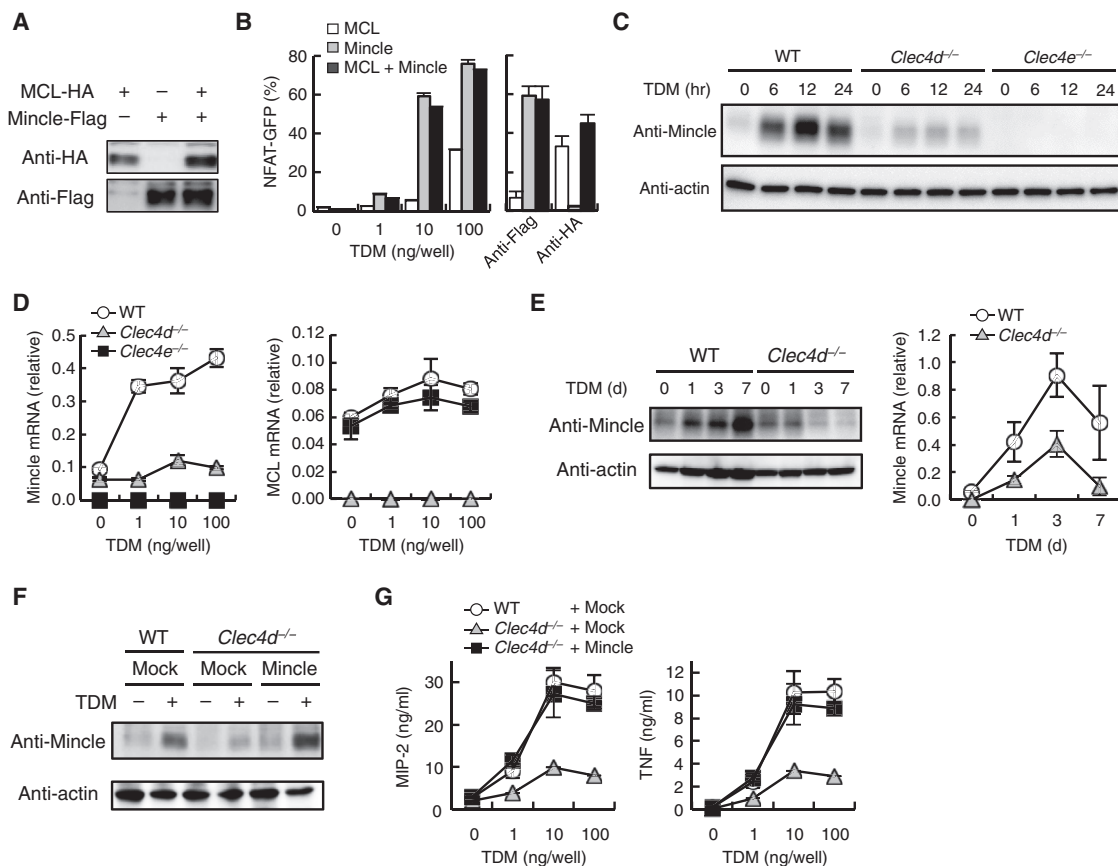 A
MCL-HA + – +
Mincle-Flag – + +
Anti-HA
Anti-Flag
B
MCL
Mincle
MCL + Mincle
NFAT-GFP (%)
80
60
40
20
0
0 1 10 100
TDM (ng/well)
Anti-Flag
Anti-HA
C
WT Clec4d–/– Clec4e–/–
TDM (hr) 0 6 12 24 0 6 12 24 0 6 12 24
Anti-Mincle
Anti-actin
D
WT
Clec4d–/–
Clec4e–/–
Mincle mRNA (relative)
0.5
0.4
0.3
0.2
0.1
0.0
0 1 10 100
TDM (ng/well)
MCL mRNA (relative)
0.12
0.10
0.08
0.06
0.04
0.02
0.00
0 1 10 100
TDM (ng/well)
E
WT Clec4d–/–
TDM (d) 0 1 3 7 0 1 3 7
Anti-Mincle
Anti-actin
WT
Clec4d–/–
Mincle mRNA (relative)
1.2
1.0
0.8
0.6
0.4
0.2
0.0
0 1 3 7
TDM (d)
F
WT Clec4d–/–
Mock Mock Mincle
TDM – + – + – +
Anti-Mincle
Anti-actin
G
WT + Mock
Clec4d–/– + Mock
Clec4d–/– + Mincle
MIP-2 (ng/ml)
30
20
10
0
0 1 10 100
TDM (ng/well)
TNF (ng/ml)
12
10
8
6
4
2
0
0 1 10 100
TDM (ng/well)